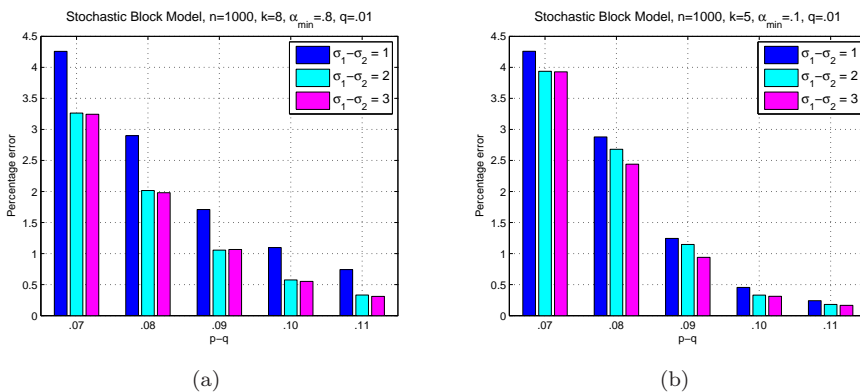 Stochastic Block Model, n=1000, k=8, α_min=.8, q=.01
4.5
4
3.5
3
2.5
2
1.5
1
0.5
0
Percentage error
σ₁−σ₂ = 1
σ₁−σ₂ = 2
σ₁−σ₂ = 3
.07 .08 .09 .10 .11
p−q
(a)
Stochastic Block Model, n=1000, k=5, α_min=.1, q=.01
4.5
4
3.5
3
2.5
2
1.5
1
0.5
0
Percentage error
σ₁−σ₂ = 1
σ₁−σ₂ = 2
σ₁−σ₂ = 3
.07 .08 .09 .10 .11
p−q
(b)